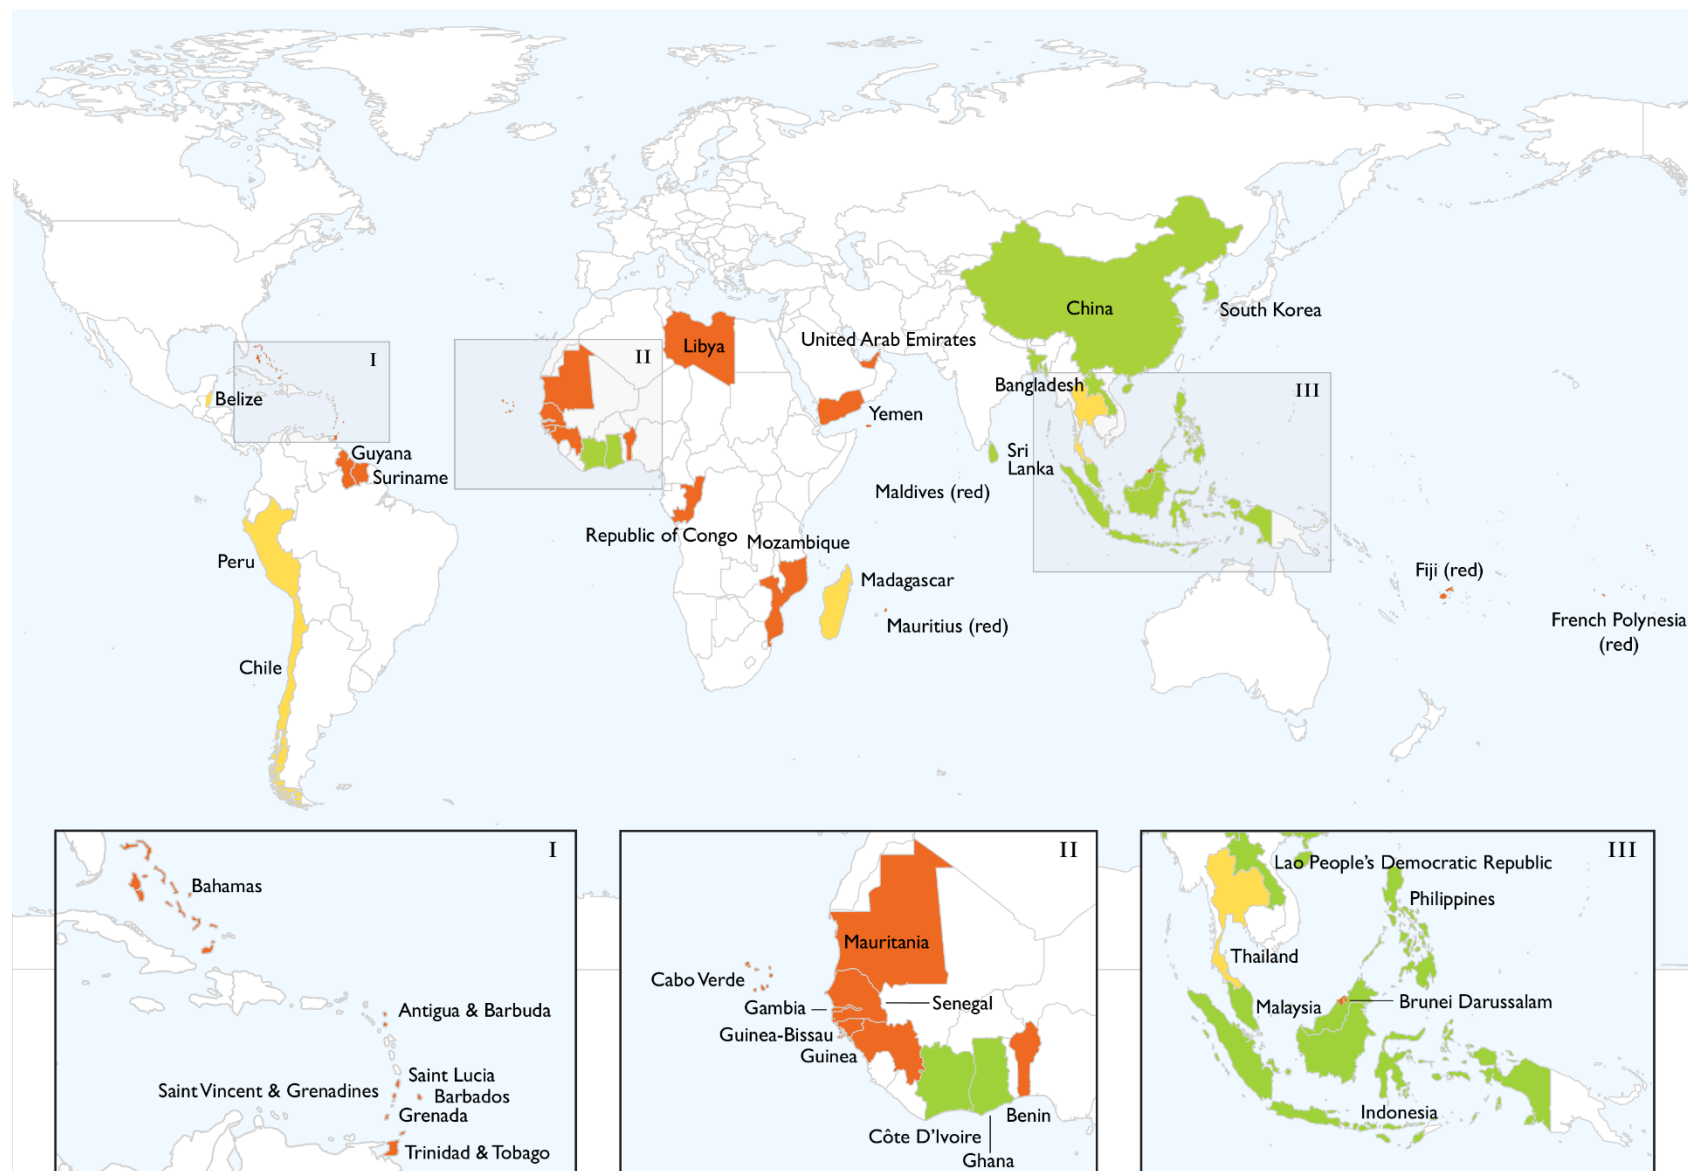 I
II
III
Libya
China
South Korea
United Arab Emirates
Bangladesh
Belize
Yemen
Guyana
Suriname
Sri
Lanka
Maldives (red)
Republic of Congo
Mozambique
Peru
Madagascar
Fiji (red)
Mauritius (red)
French Polynesia
(red)
Chile
I
Bahamas
Antigua & Barbuda
Saint Lucia
Saint Vincent & Grenadines
Barbados
Grenada
Trinidad & Tobago
II
Mauritania
Cabo Verde
Senegal
Gambia
Guinea-Bissau
Guinea
Benin
Côte D'Ivoire
Ghana
III
Lao People's Democratic Republic
Philippines
Thailand
Malaysia
Brunei Darussalam
Indonesia